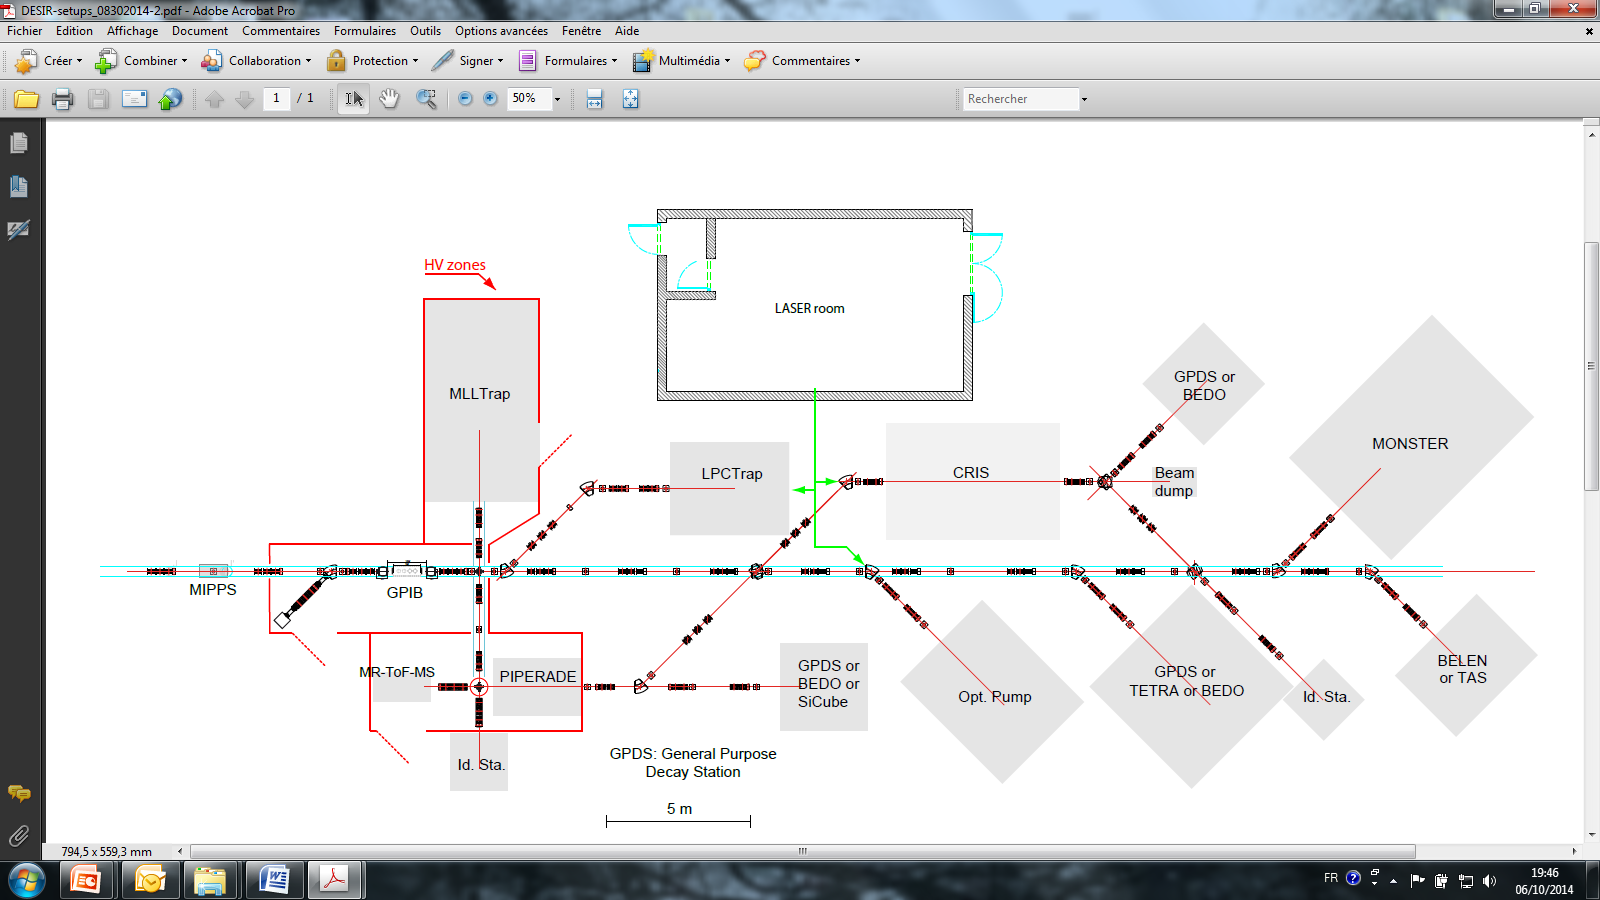 DESIR-setups_08302014-2.pdf - Adobe Acrobat Pro
Fichier Edition Affichage Document Commentaires Formulaires Outils Options avancées Fenêtre Aide
Créer Combiner Collaboration Protection Signer Formulaires Multimédia Commentaires
1 / 1 50% Rechercher
HV zones
LASER room
MLLTrap
GPDS or
BEDO
MONSTER
LPCTrap
CRIS
Beam
dump
MIPPS
GPIB
MR-ToF-MS
PIPERADE
GPDS or
BEDO or
SiCube
Opt. Pump
GPDS or
TETRA or BEDO
Id. Sta.
BELEN
or TAS
Id. Sta.
GPDS: General Purpose
Decay Station
5 m
794,5 x 559,3 mm
FR
19:46
06/10/2014